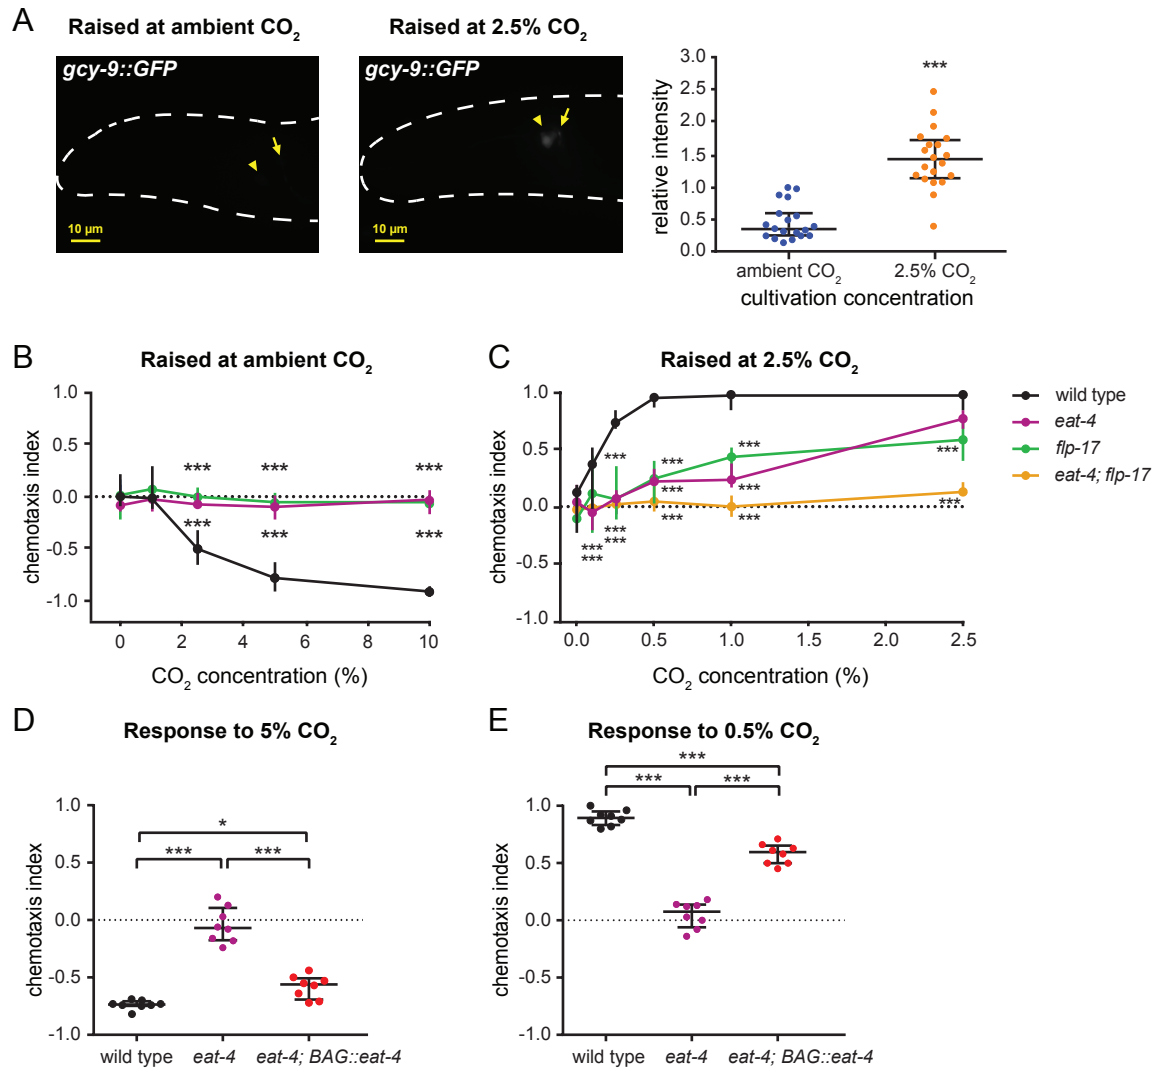 A
Raised at ambient CO2
Raised at 2.5% CO2
gcy-9::GFP
gcy-9::GFP
10 µm
10 µm
relative intensity
3.0
2.5
2.0
1.5
1.0
0.5
0.0
***
ambient CO2
2.5% CO2
cultivation concentration
B
Raised at ambient CO2
chemotaxis index
1.0
0.5
0.0
-0.5
-1.0
*** *** ***
*** *** ***
0 2 4 6 8 10
CO2 concentration (%)
C
Raised at 2.5% CO2
chemotaxis index
1.0
0.5
0.0
-0.5
-1.0
***
***
***
***
***
***
***
***
***
***
***
***
***
0.0 0.5 1.0 1.5 2.0 2.5
CO2 concentration (%)
wild type
eat-4
flp-17
eat-4; flp-17
D
Response to 5% CO2
chemotaxis index
1.0
0.5
0.0
-0.5
-1.0
*
*** ***
wild type eat-4 eat-4; BAG::eat-4
E
Response to 0.5% CO2
chemotaxis index
1.0
0.5
0.0
-0.5
-1.0
***
*** ***
wild type eat-4 eat-4; BAG::eat-4